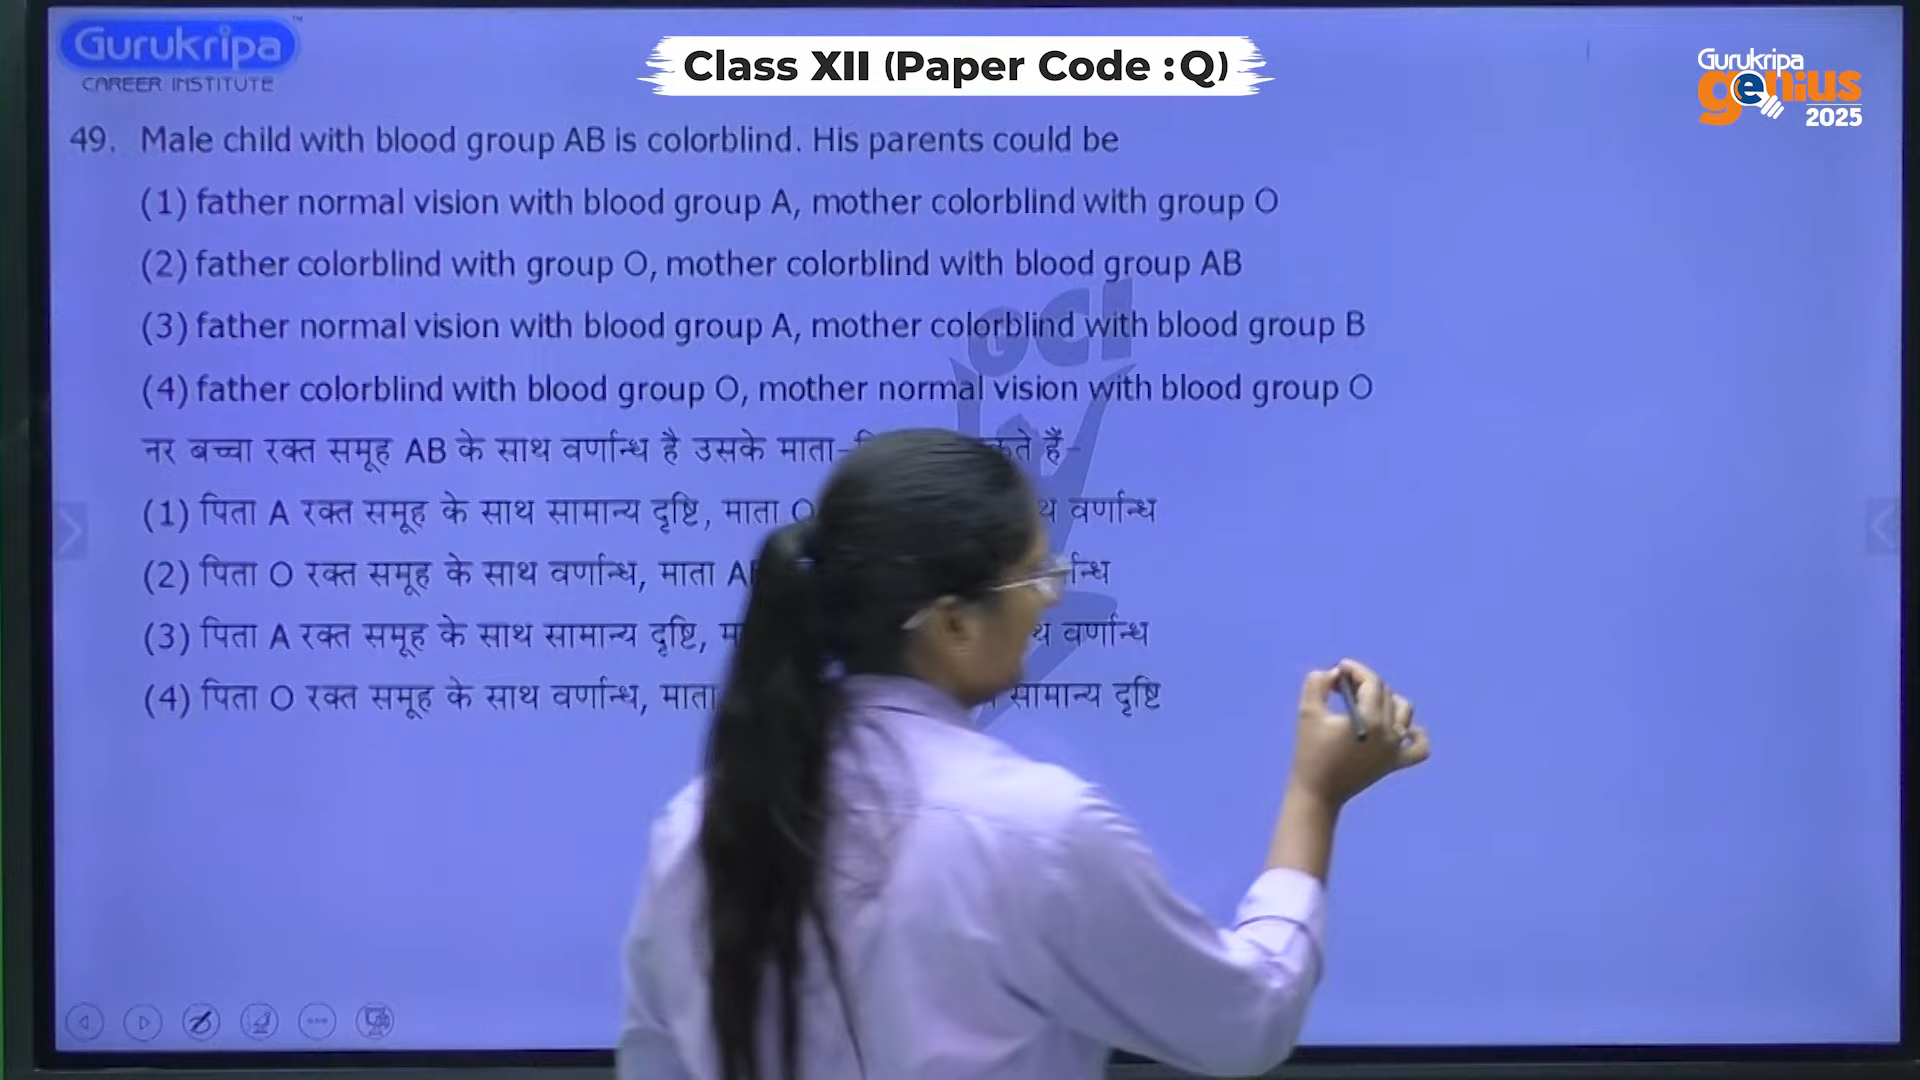 Gurukripa
CAREER INSTITUTE
Class XII (Paper Code : Q)
Gurukripa
genius
2025
49. Male child with blood group AB is colorblind. His parents could be
(1) father normal vision with blood group A, mother colorblind with group O
(2) father colorblind with group O, mother colorblind with blood group AB
(3) father normal vision with blood group A, mother colorblind with blood group B
(4) father colorblind with blood group O, mother normal vision with blood group O
GCI
नर बच्चा रक्त समूह AB के साथ वर्णान्ध है उसके माता- हैं-
(1) पिता A रक्त समूह के साथ सामान्य दृष्टि, माता O वर्णान्ध
(2) पिता O रक्त समूह के साथ वर्णान्ध, माता
(3) पिता A रक्त समूह के साथ सामान्य दृष्टि, वर्णान्ध
(4) पिता O रक्त समूह के साथ वर्णान्ध, माता सामान्य दृष्टि